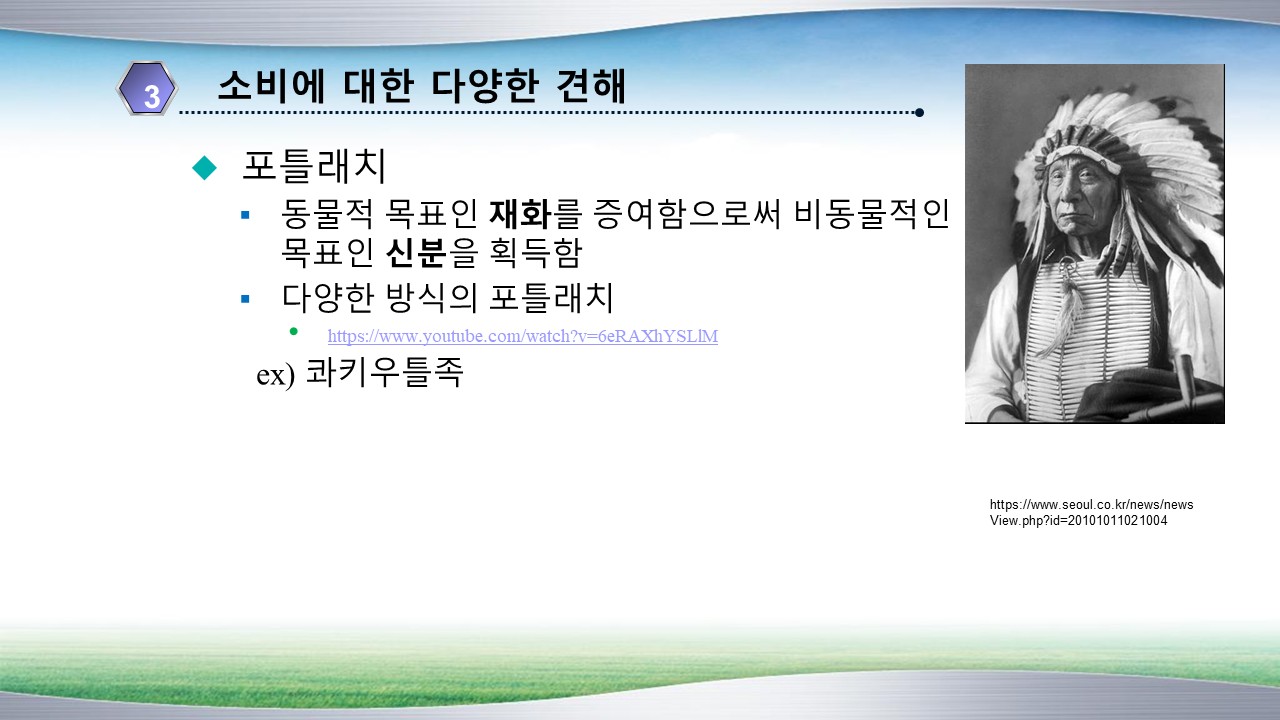 3
소비에 대한 다양한 견해
포틀래치
동물적 목표인 재화를 증여함으로써 비동물적인
목표인 신분을 획득함
다양한 방식의 포틀래치
https://www.youtube.com/watch?v=6eRAXhYSLlM
ex) 콰키우틀족
https://www.seoul.co.kr/news/news
View.php?id=20101011021004